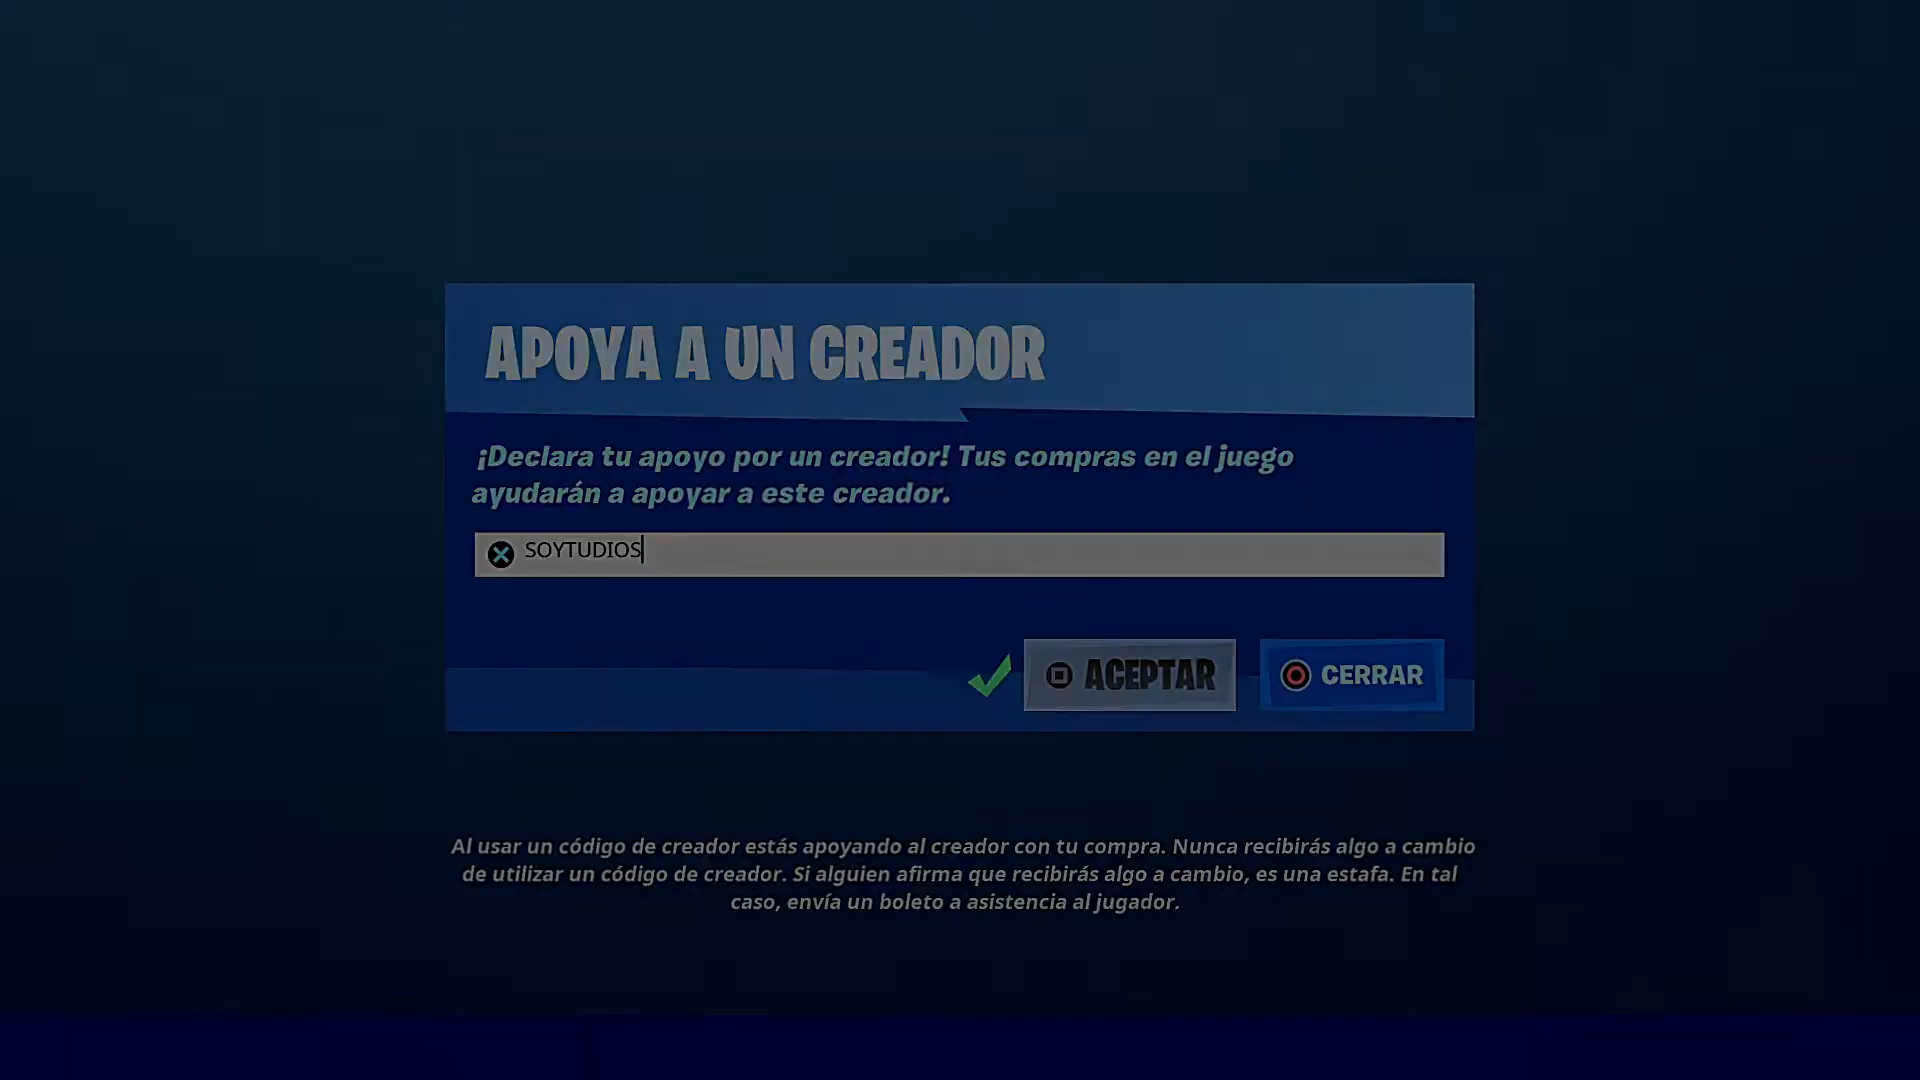 APOYA A UN CREADOR
¡Declara tu apoyo por un creador! Tus compras en el juego
ayudarán a apoyar a este creador.
SOYTUDIOS
ACEPTAR
CERRAR
Al usar un código de creador estás apoyando al creador con tu compra. Nunca recibirás algo a cambio
de utilizar un código de creador. Si alguien afirma que recibirás algo a cambio, es una estafa. En tal
caso, envía un boleto a asistencia al jugador.